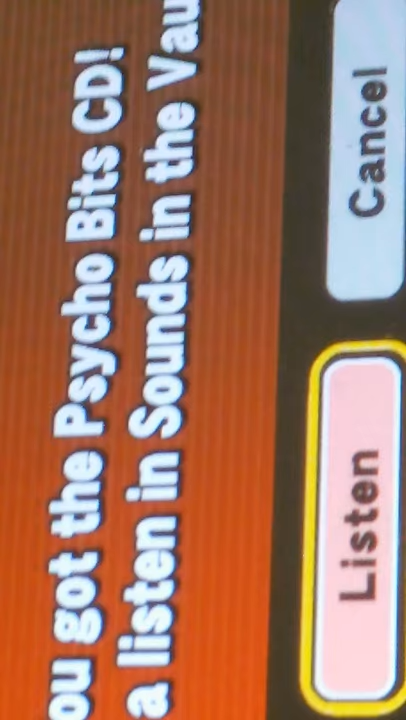 ou got the Psycho Bits CD!
a listen in Sounds in the Vau
Listen
Cancel